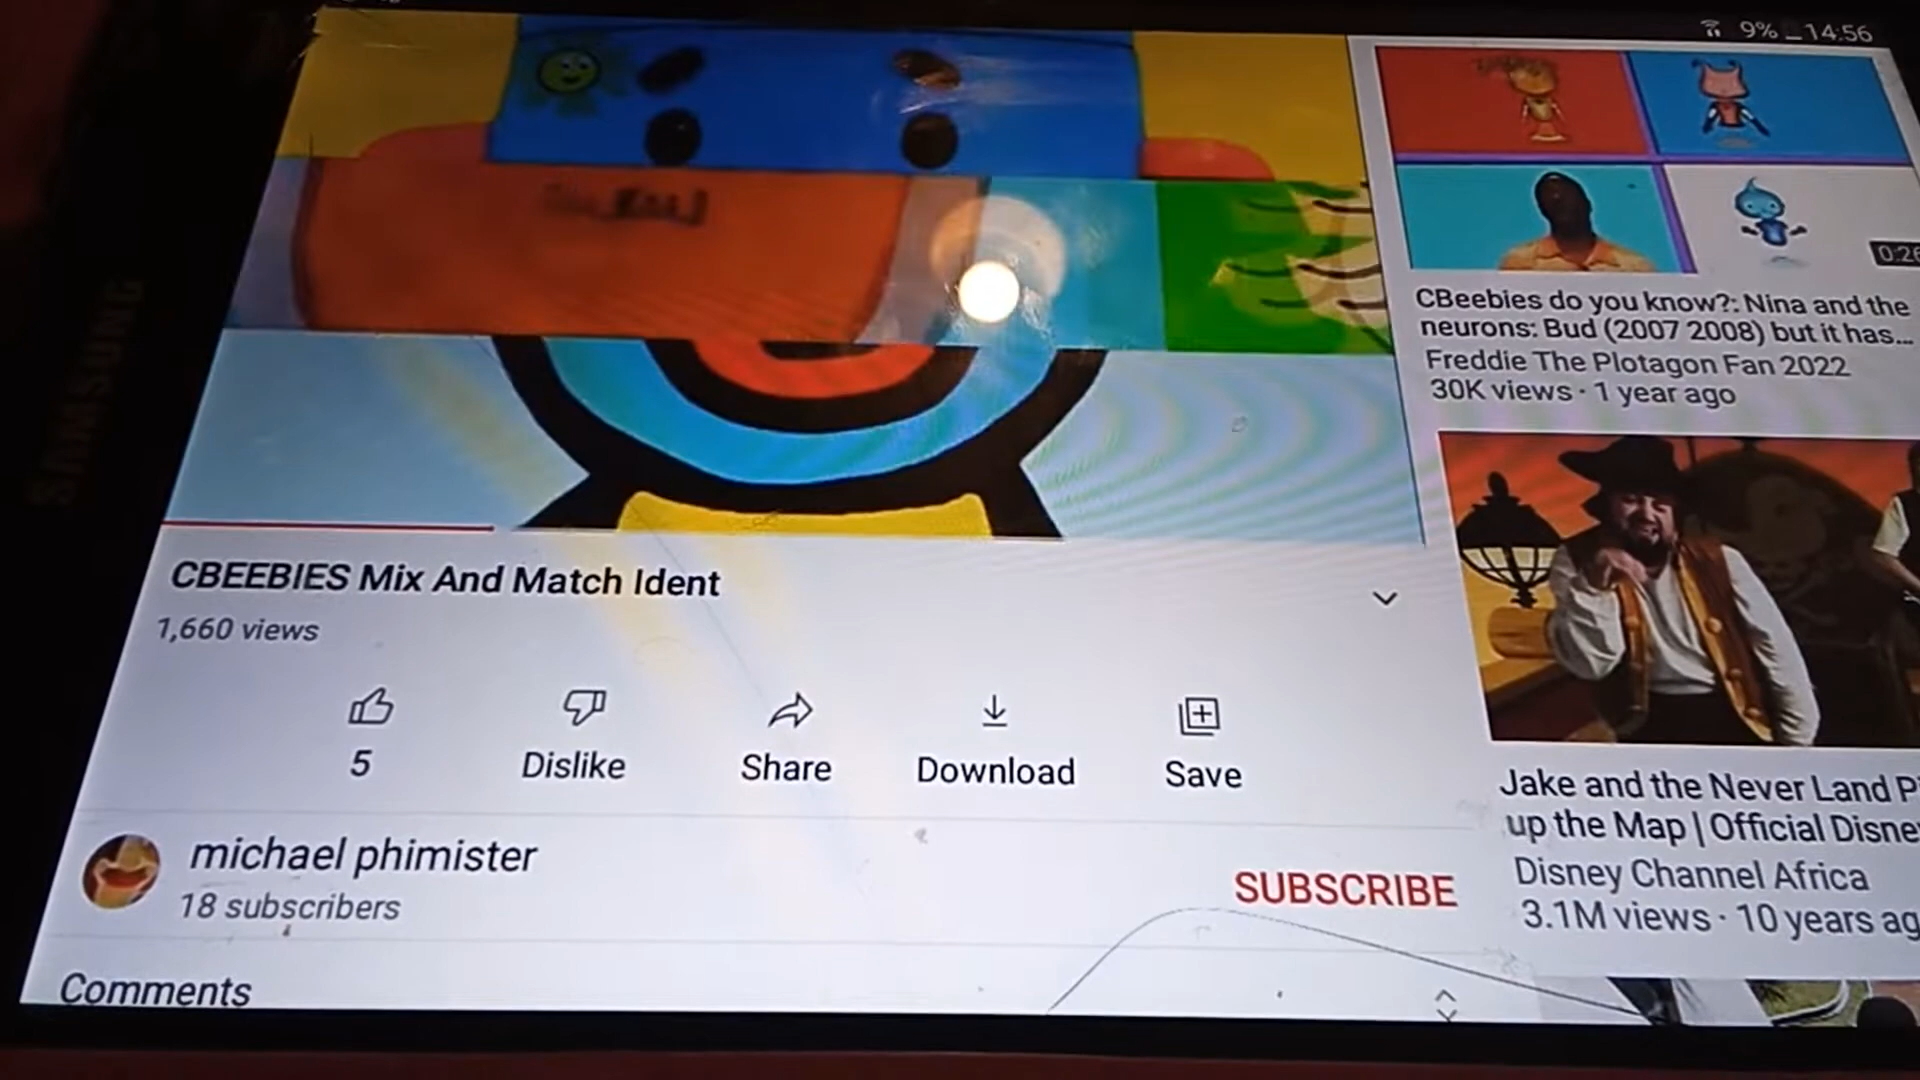 9% 14:56
SAMSUNG
0:26
CBeebies do you know?: Nina and the
neurons: Bud (2007 2008) but it has...
Freddie The Plotagon Fan 2022
30K views · 1 year ago
CBEEBIES Mix And Match Ident
1,660 views
5
Dislike
Share
Download
Save
michael phimister
18 subscribers
SUBSCRIBE
Comments
Jake and the Never Land
up the Map | Official
Disney Channel Africa
3.1M views · 10 years